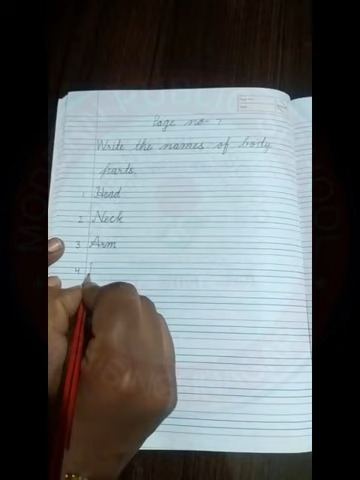 Page no- 7
Write the names of body
parts.
1 Head
2 Neck
3 Arm
4